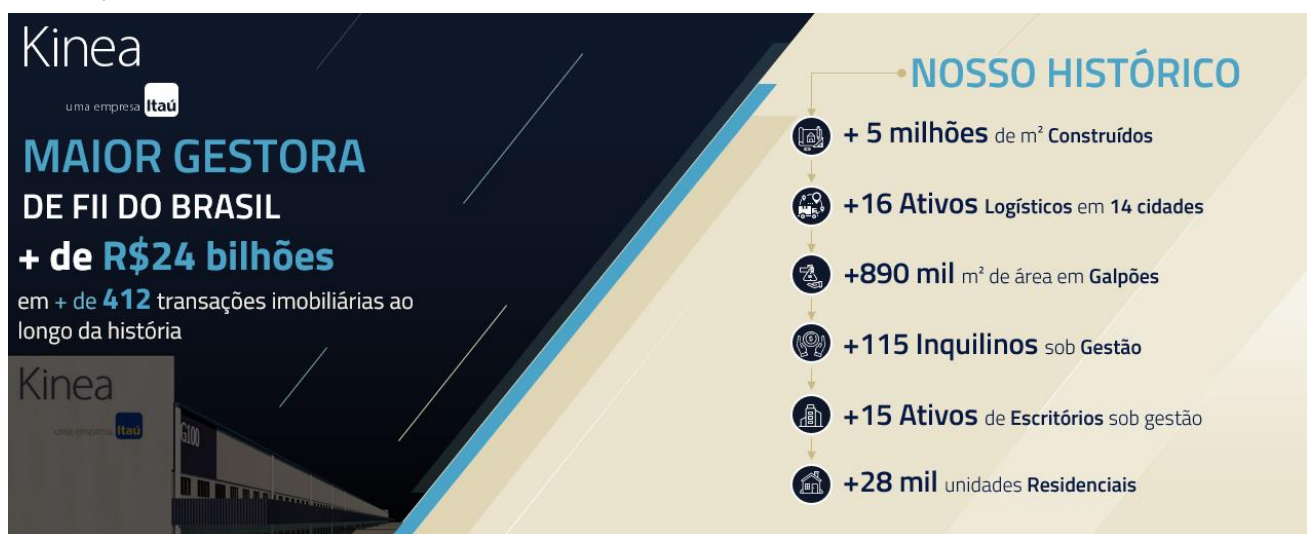 Kinea
uma empresa Itaú
MAIOR GESTORA
DE FII DO BRASIL
+ de R$24 bilhões
em + de 412 transações imobiliárias ao
longo da história
Kinea
uma empresa Itaú
G100
NOSSO HISTÓRICO
+ 5 milhões de m² Construídos
+16 Ativos Logísticos em 14 cidades
+890 mil m² de área em Galpões
+115 Inquilinos sob Gestão
+15 Ativos de Escritórios sob gestão
+28 mil unidades Residenciais